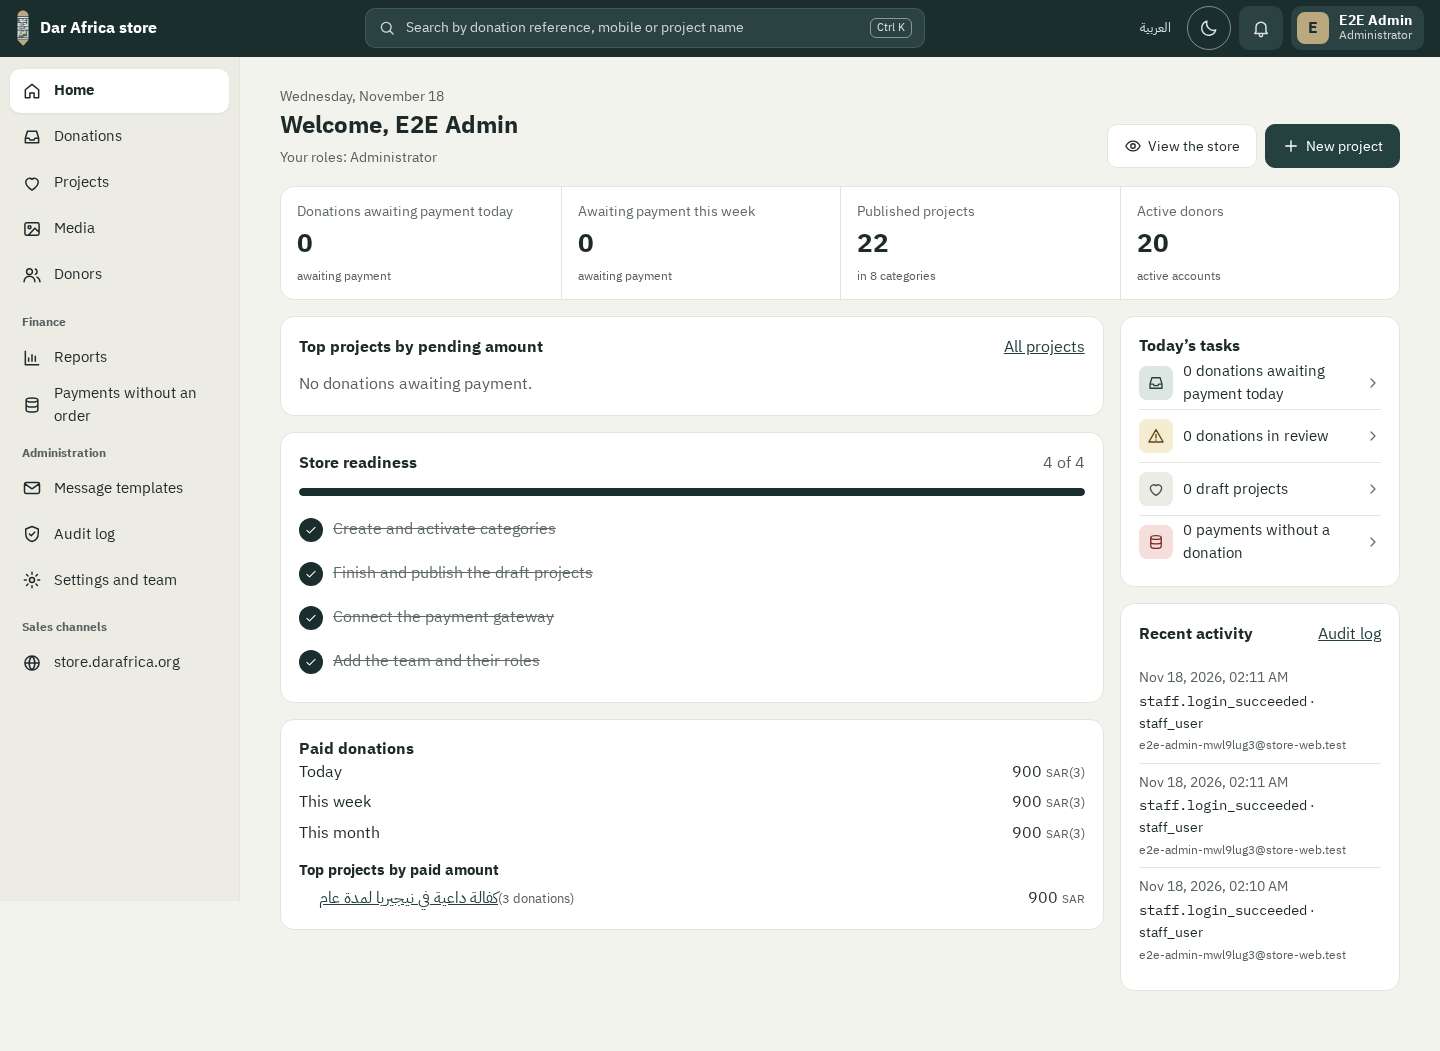 Dar Africa store
Search by donation reference, mobile or project name
Ctrl K
العربية
E
E2E Admin
Administrator
Home
Donations
Projects
Media
Donors
Finance
Reports
Payments without an
order
Administration
Message templates
Audit log
Settings and team
Sales channels
store.darafrica.org
Wednesday, November 18
Welcome, E2E Admin
Your roles: Administrator
View the store
New project
Donations awaiting payment today
0
awaiting payment
Awaiting payment this week
0
awaiting payment
Published projects
22
in 8 categories
Active donors
20
active accounts
Top projects by pending amount
All projects
No donations awaiting payment.
Store readiness
4 of 4
Create and activate categories
Finish and publish the draft projects
Connect the payment gateway
Add the team and their roles
Paid donations
Today 900 SAR(3)
This week 900 SAR(3)
This month 900 SAR(3)
Top projects by paid amount
كفالة داعية في نيجيريا لمدة عام(3 donations) 900 SAR
Today's tasks
0 donations awaiting
payment today
0 donations in review
0 draft projects
0 payments without a
donation
Recent activity
Audit log
Nov 18, 2026, 02:11 AM
staff.login_succeeded ·
staff_user
e2e-admin-mwl9lug3@store-web.test
Nov 18, 2026, 02:11 AM
staff.login_succeeded ·
staff_user
e2e-admin-mwl9lug3@store-web.test
Nov 18, 2026, 02:10 AM
staff.login_succeeded ·
staff_user
e2e-admin-mwl9lug3@store-web.test